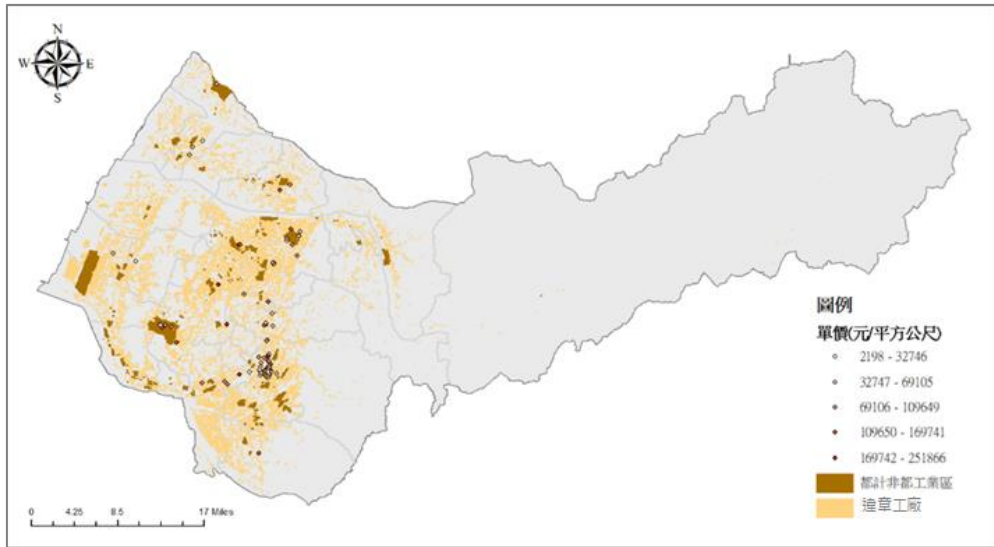 N
W E
S
圖例
單價(元/平方公尺)
2198 - 32746
32747 - 69105
69106 - 109649
109650 - 169741
169742 - 251866
都計非都工業區
違章工廠
0 4.25 8.5 17 Miles